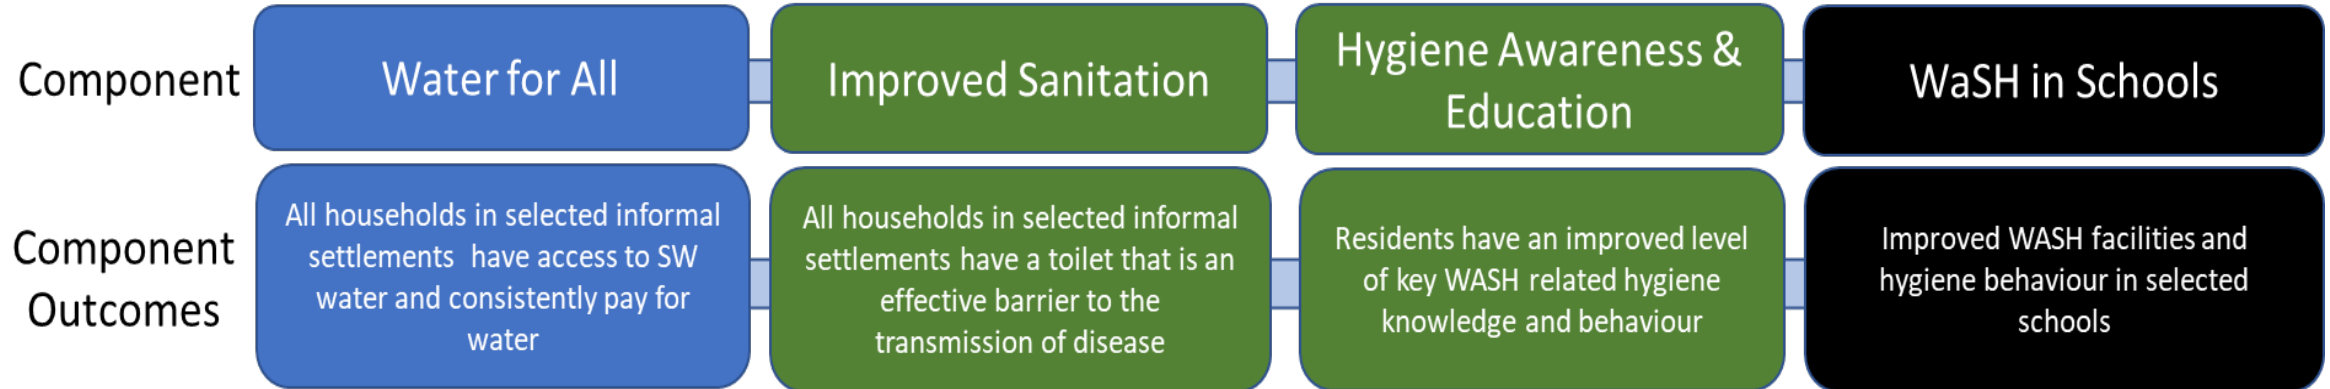 Component
Water for All
Improved Sanitation
Hygiene Awareness &
Education
WaSH in Schools
Component
Outcomes
All households in selected informal
settlements have access to SW
water and consistently pay for
water
All households in selected informal
settlements have a toilet that is an
effective barrier to the
transmission of disease
Residents have an improved level
of key WASH related hygiene
knowledge and behaviour
Improved WASH facilities and
hygiene behaviour in selected
schools